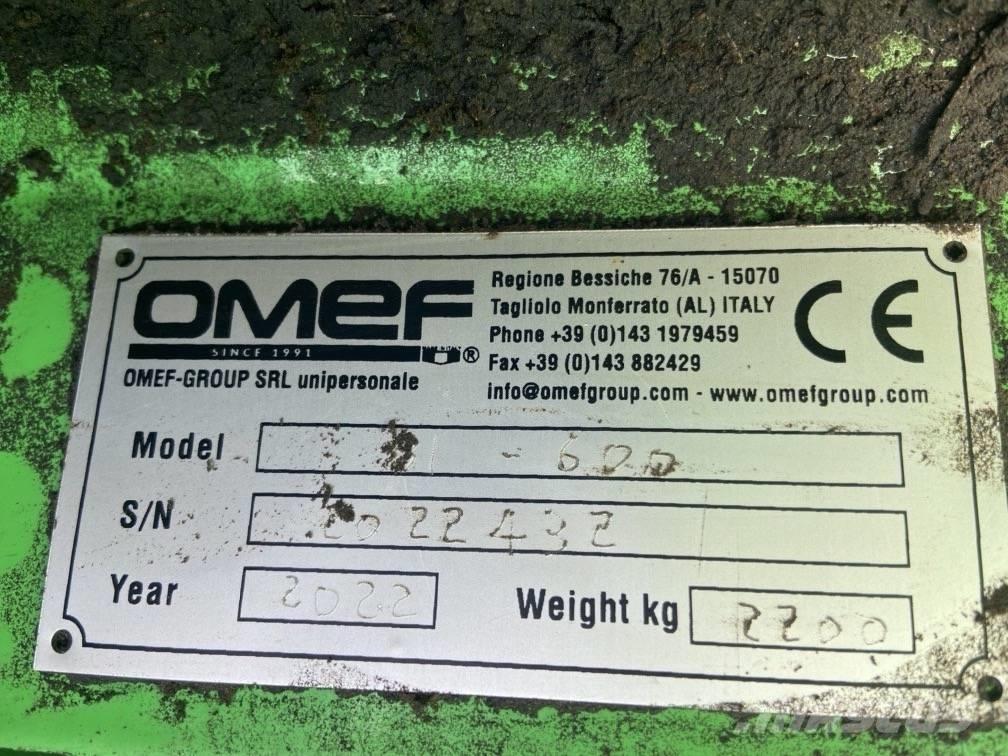 OMEF
SINCE 1991
®
OMEF-GROUP SRL unipersonale
Regione Bessiche 76/A - 15070
Tagliolo Monferrato (AL) ITALY
Phone +39 (0)143 1979459
Fax +39 (0)143 882429
info@omefgroup.com - www.omefgroup.com
CE
Model - 600
S/N 2022432
Year 2022
Weight kg 2200